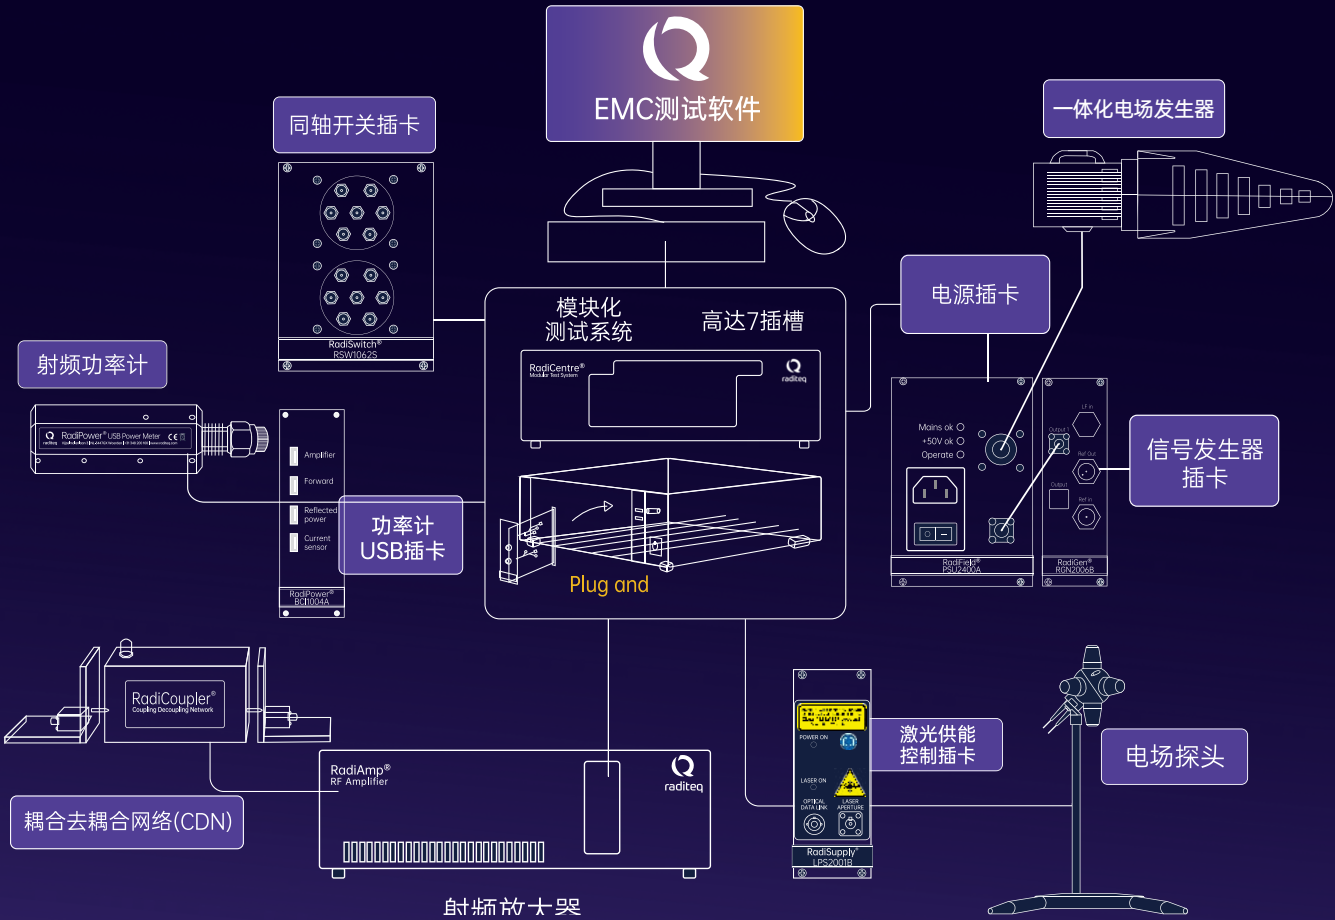 EMC测试软件
同轴开关插卡
RadiSwitch®
RSW1062S
一体化电场发生器
模块化
测试系统
高达7插槽
RadiCentre®
Modular Test System
raditeq
Plug and
电源插卡
射频功率计
raditeq
RadiPower® USB Power Meter CE
Amplifier
Forward
Reflected
power
Current
sensor
RadiPower®
BCI1004A
功率计
USB插卡
Mains ok
+50V ok
Operate
RadiField®
PSU2400A
LF in
Output 1
Ref Out
Output
Ref in
RadiGen®
RGN2006B
信号发生器
插卡
RadiCoupler®
Coupling Decoupling Network
耦合去耦合网络(CDN)
RadiAmp®
RF Amplifier
raditeq
射频放大器
POWER ON
LASER ON
OPTICAL
DATA LINK
LASER
APERTURE
RadiSupply®
LPS2001B
激光供能
控制插卡
电场探头